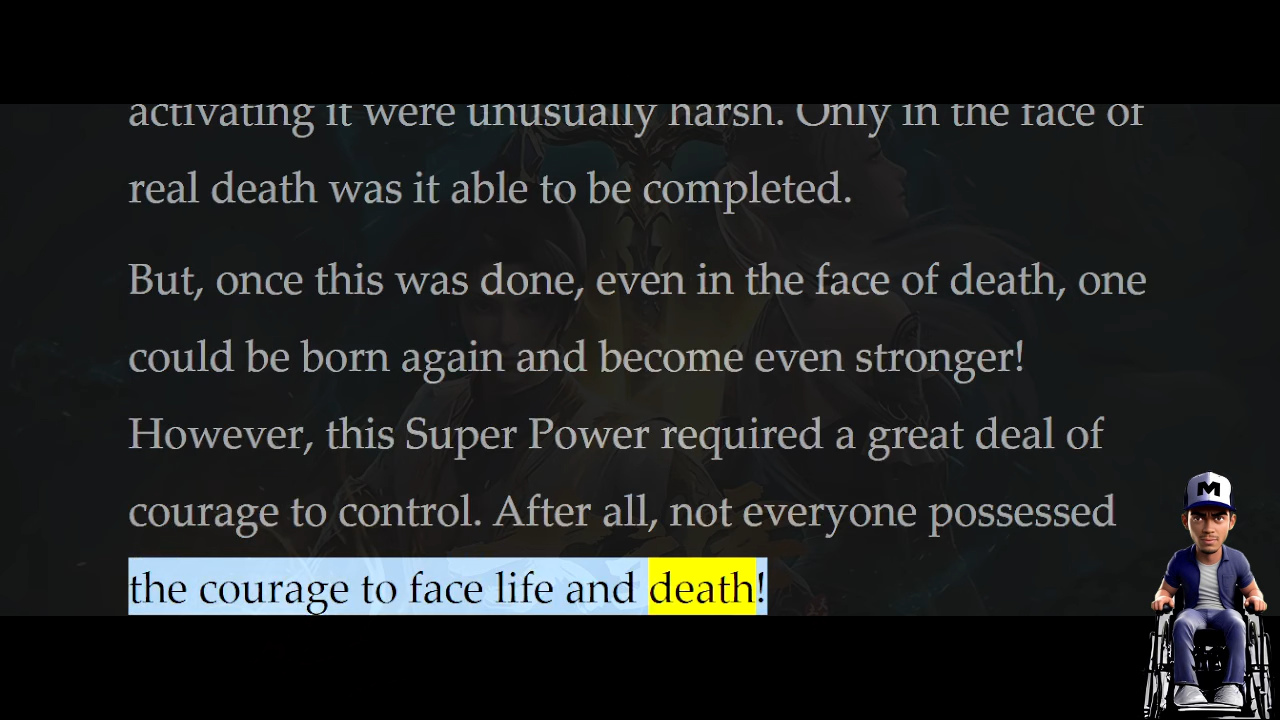 activating it were unusually harsh. Only in the face of
real death was it able to be completed.
But, once this was done, even in the face of death, one
could be born again and become even stronger!
However, this Super Power required a great deal of
courage to control. After all, not everyone possessed
the courage to face life and death!
M